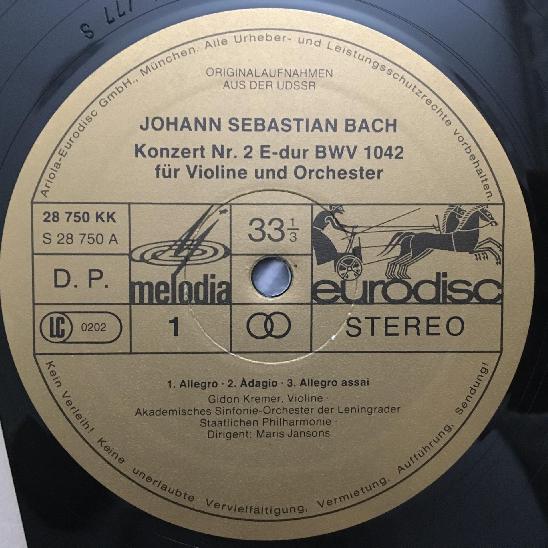 Ariola-Eurodisc GmbH., München. Alle Urheber- und Leistungsschutzrechte vorbehalten.
ORIGINALAUFNAHMEN
AUS DER UDSSR
JOHANN SEBASTIAN BACH
Konzert Nr. 2 E-dur BWV 1042
für Violine und Orchester
28 750 KK
S 28 750 A
33 1/3
D. P.
melodia
eurodisc
LC 0202
1
STEREO
1. Allegro · 2. Adagio · 3. Allegro assai
Gidon Kremer, Violine ·
Akademisches Sinfonie-Orchester der Leningrader
Staatlichen Philharmonie ·
Dirigent: Maris Jansons
Kein Verleih! Keine unerlaubte Vervielfältigung, Vermietung, Aufführung, Sendung!